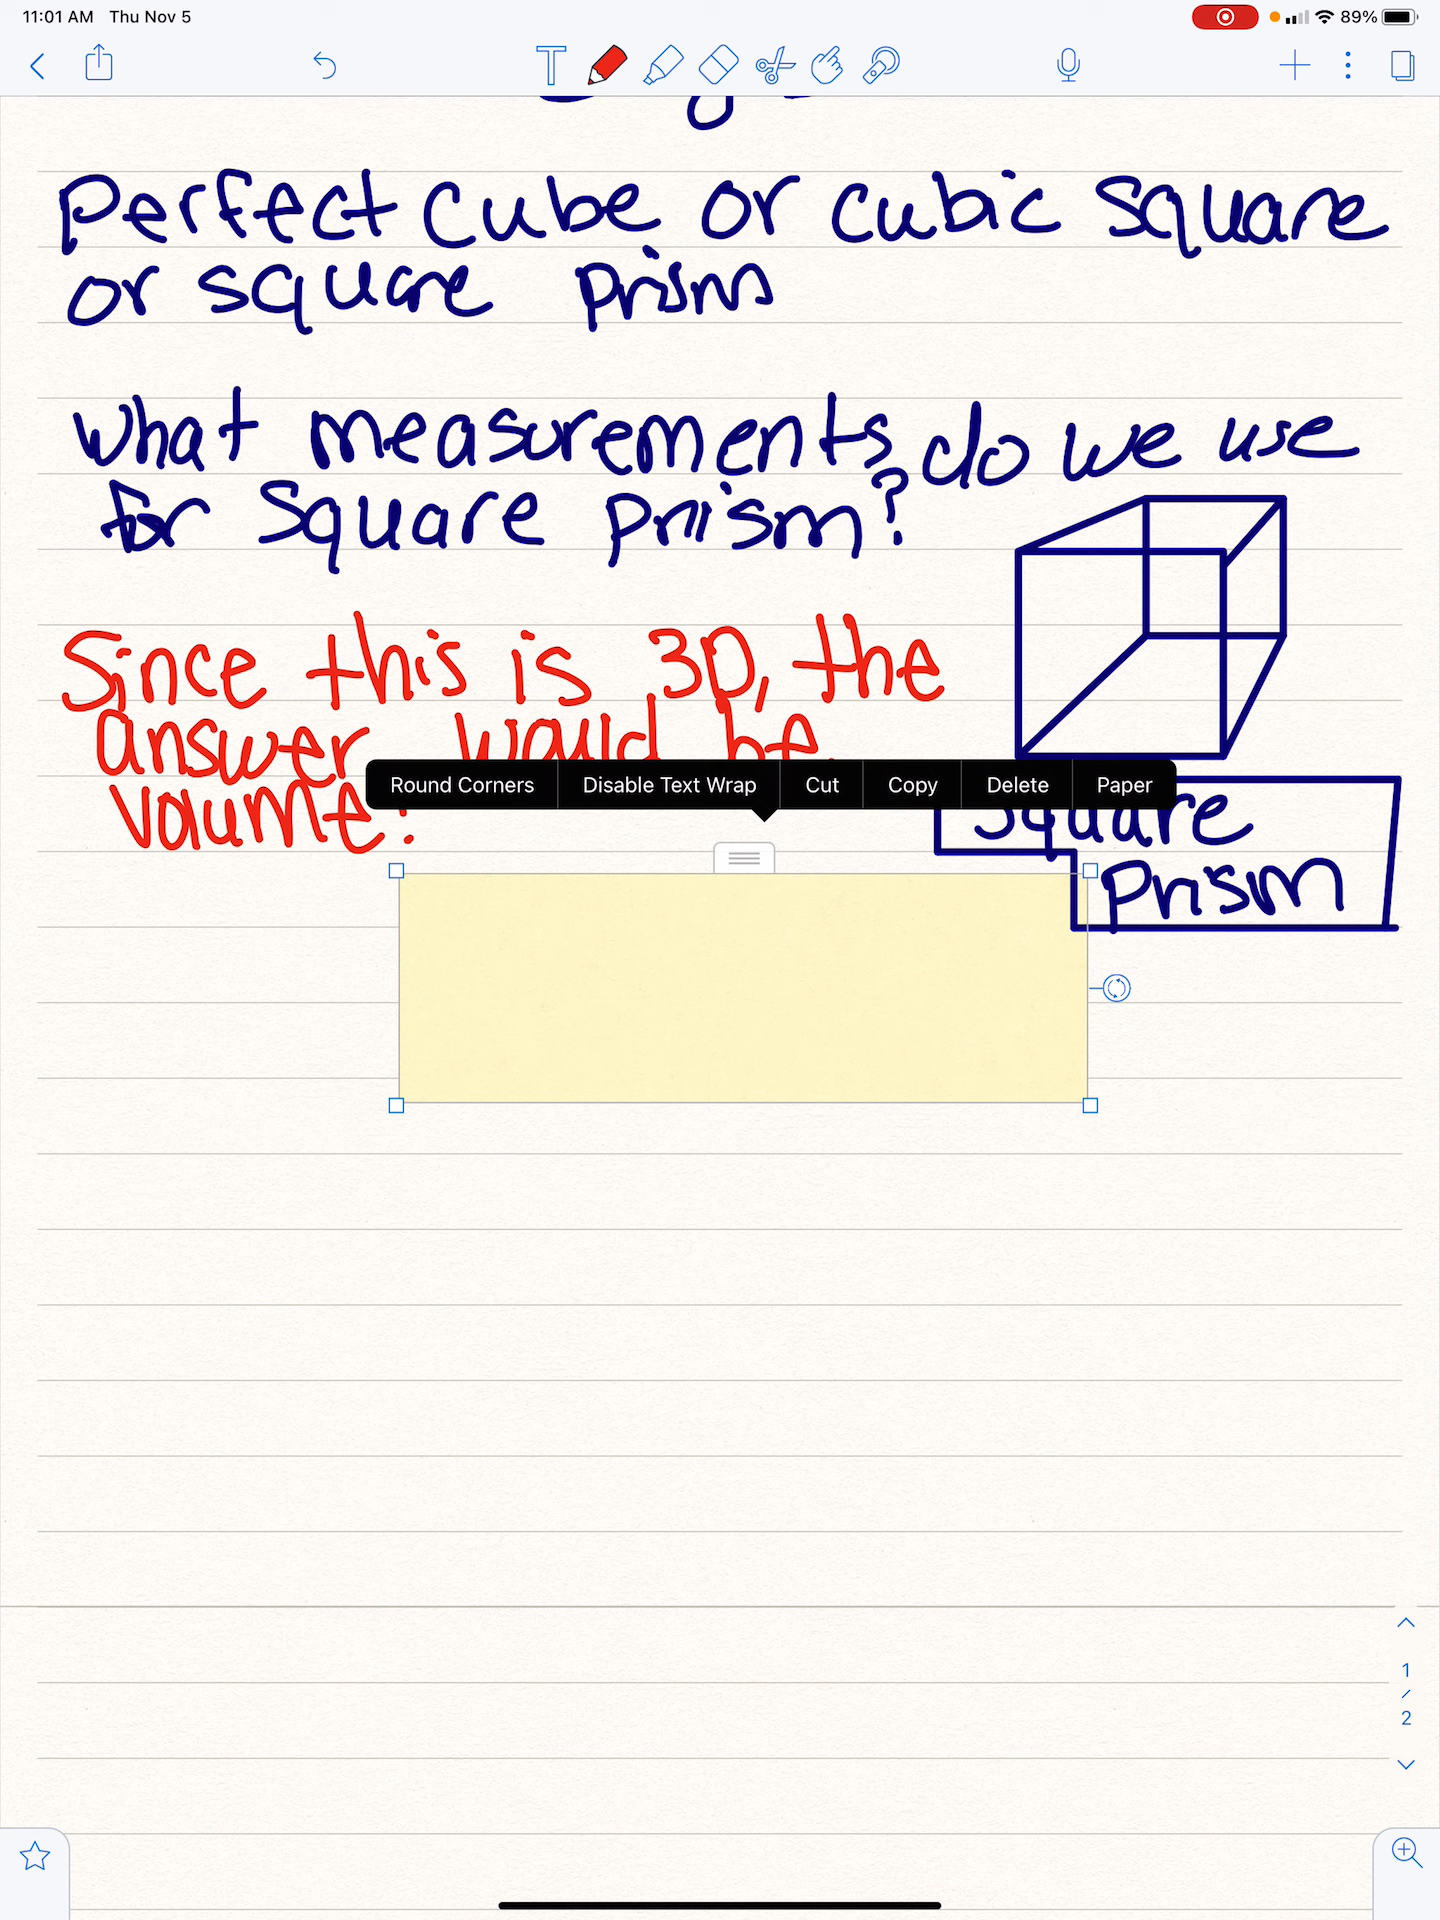 11:01 AM Thu Nov 5
89%
Perfect cube or cubic square
or square prism
what measurements do we use
for square prism?
Since this is 3D, the
answer would be
volume!
Round Corners Disable Text Wrap Cut Copy Delete Paper
Square
Prism
1
/
2